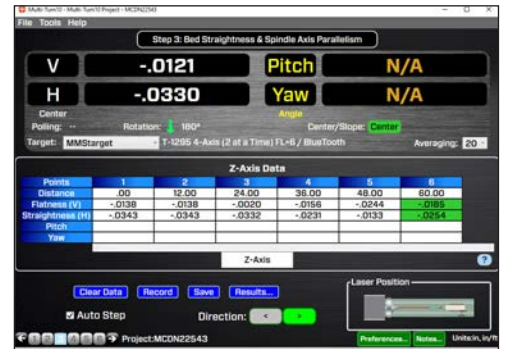 Multi-Turn10 - Multi-Turn10 Project - MCDN22543
File Tools Help
Step 3: Bed Straightness & Spindle Axis Parallelism
V -.0121 Pitch N/A
H -.0330 Yaw N/A
Center Angle
Polling: -- Rotation: 180° Center/Slope: Center
Target: MMStarget T-1295 4-Axis (2 at a Time) FL=6 / BlueTooth Averaging: 20
Z-Axis Data
Points 1 2 3 4 5 6
Distance .00 12.00 24.00 36.00 48.00 60.00
Flatness (V) -.0138 -.0138 -.0020 -.0156 -.0244 -.0185
Straightness (H) -.0343 -.0343 -.0332 -.0231 -.0133 -.0254
Pitch
Yaw
Z-Axis
?
Clear Data Record Save Results... Laser Position
Auto Step Direction: < >
Project:MCDN22543 Preferences... Notes... Units:in, in/ft